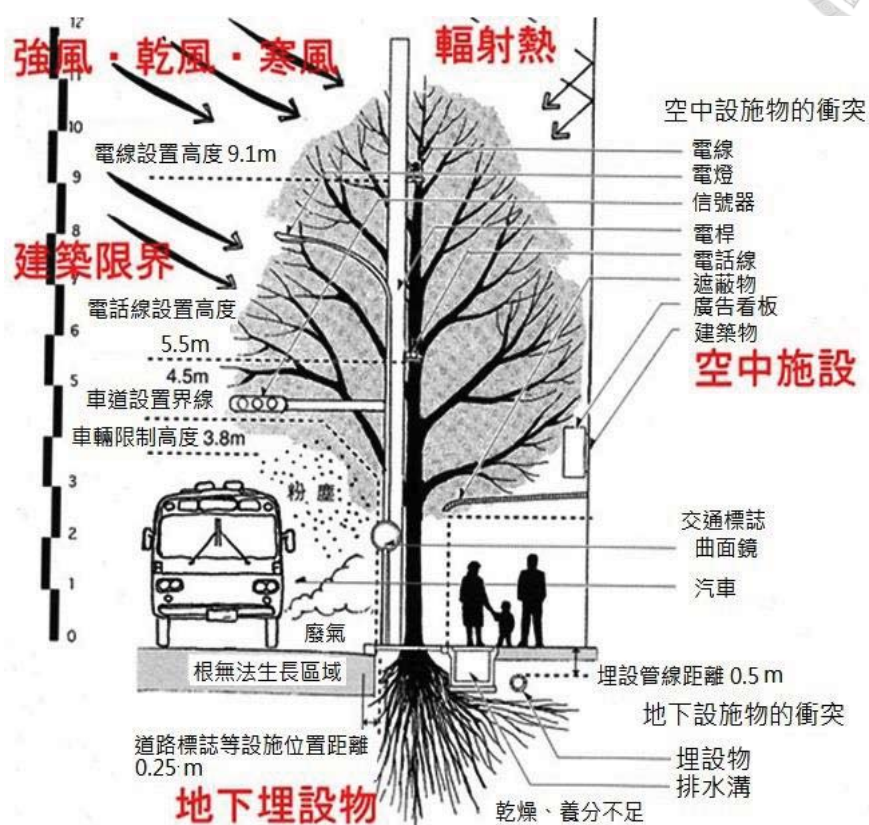 12
強風・乾風・寒風
輻射熱
11
空中設施物的衝突
10
電線設置高度 9.1m
電線
電燈
9
信號器
8
電桿
建築限界
電話線
7
遮蔽物
電話線設置高度
廣告看板
6
建築物
5.5m
空中施設
5
4.5m
車道設置界線
4
車輛限制高度 3.8m
3
粉塵
交通標誌
2
曲面鏡
1
汽車
0
廢氣
根無法生長區域
埋設管線距離 0.5 m
地下設施物的衝突
道路標誌等設施位置距離
0.25 m
埋設物
排水溝
地下埋設物
乾燥、養分不足